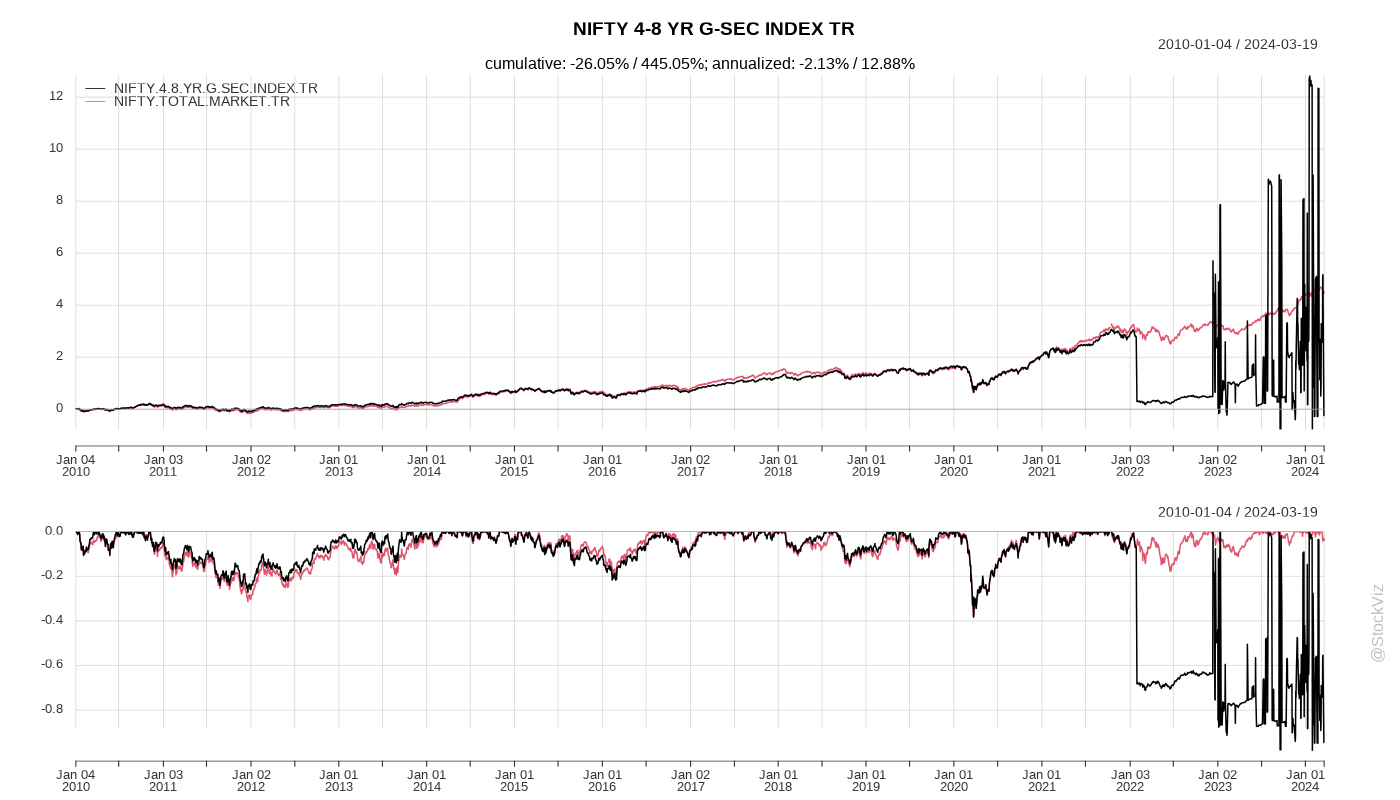 NIFTY 4-8 YR G-SEC INDEX TR
2010-01-04 / 2024-03-19
cumulative: -26.05% / 445.05%; annualized: -2.13% / 12.88%
NIFTY.4.8.YR.G.SEC.INDEX.TR
NIFTY.TOTAL.MARKET.TR
12
10
8
6
4
2
0
Jan 04 Jan 03 Jan 02 Jan 01 Jan 01 Jan 01 Jan 01 Jan 02 Jan 01 Jan 01 Jan 01 Jan 01 Jan 03 Jan 02 Jan 01
2010 2011 2012 2013 2014 2015 2016 2017 2018 2019 2020 2021 2022 2023 2024
2010-01-04 / 2024-03-19
0.0
-0.2
-0.4
-0.6
-0.8
Jan 04 Jan 03 Jan 02 Jan 01 Jan 01 Jan 01 Jan 01 Jan 02 Jan 01 Jan 01 Jan 01 Jan 01 Jan 03 Jan 02 Jan 01
2010 2011 2012 2013 2014 2015 2016 2017 2018 2019 2020 2021 2022 2023 2024
@StockViz